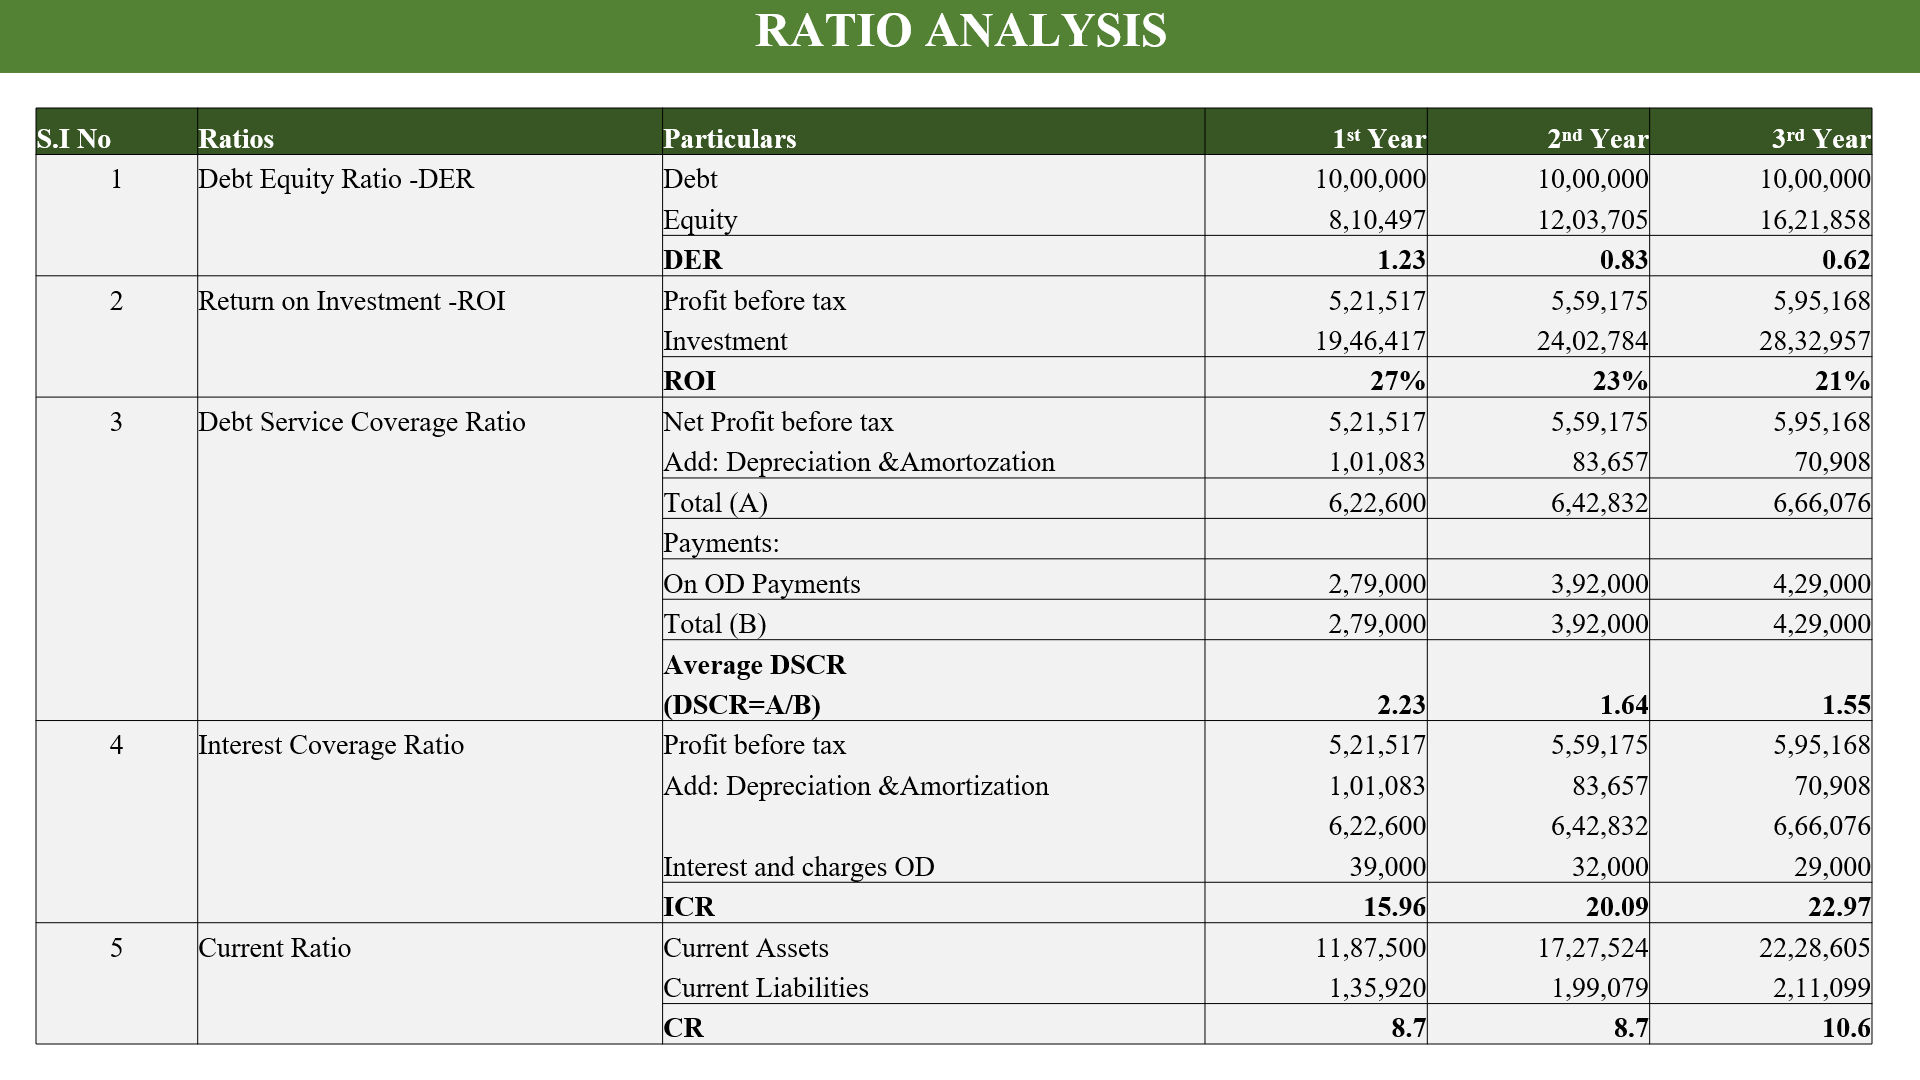 RATIO ANALYSIS
S.I No Ratios Particulars 1st Year 2nd Year 3rd Year
1 Debt Equity Ratio -DER Debt 10,00,000 10,00,000 10,00,000
Equity 8,10,497 12,03,705 16,21,858
DER 1.23 0.83 0.62
2 Return on Investment -ROI Profit before tax 5,21,517 5,59,175 5,95,168
Investment 19,46,417 24,02,784 28,32,957
ROI 27% 23% 21%
3 Debt Service Coverage Ratio Net Profit before tax 5,21,517 5,59,175 5,95,168
Add: Depreciation &Amortozation 1,01,083 83,657 70,908
Total (A) 6,22,600 6,42,832 6,66,076
Payments:
On OD Payments 2,79,000 3,92,000 4,29,000
Total (B) 2,79,000 3,92,000 4,29,000
Average DSCR
(DSCR=A/B) 2.23 1.64 1.55
4 Interest Coverage Ratio Profit before tax 5,21,517 5,59,175 5,95,168
Add: Depreciation &Amortization 1,01,083 83,657 70,908
6,22,600 6,42,832 6,66,076
Interest and charges OD 39,000 32,000 29,000
ICR 15.96 20.09 22.97
5 Current Ratio Current Assets 11,87,500 17,27,524 22,28,605
Current Liabilities 1,35,920 1,99,079 2,11,099
CR 8.7 8.7 10.6